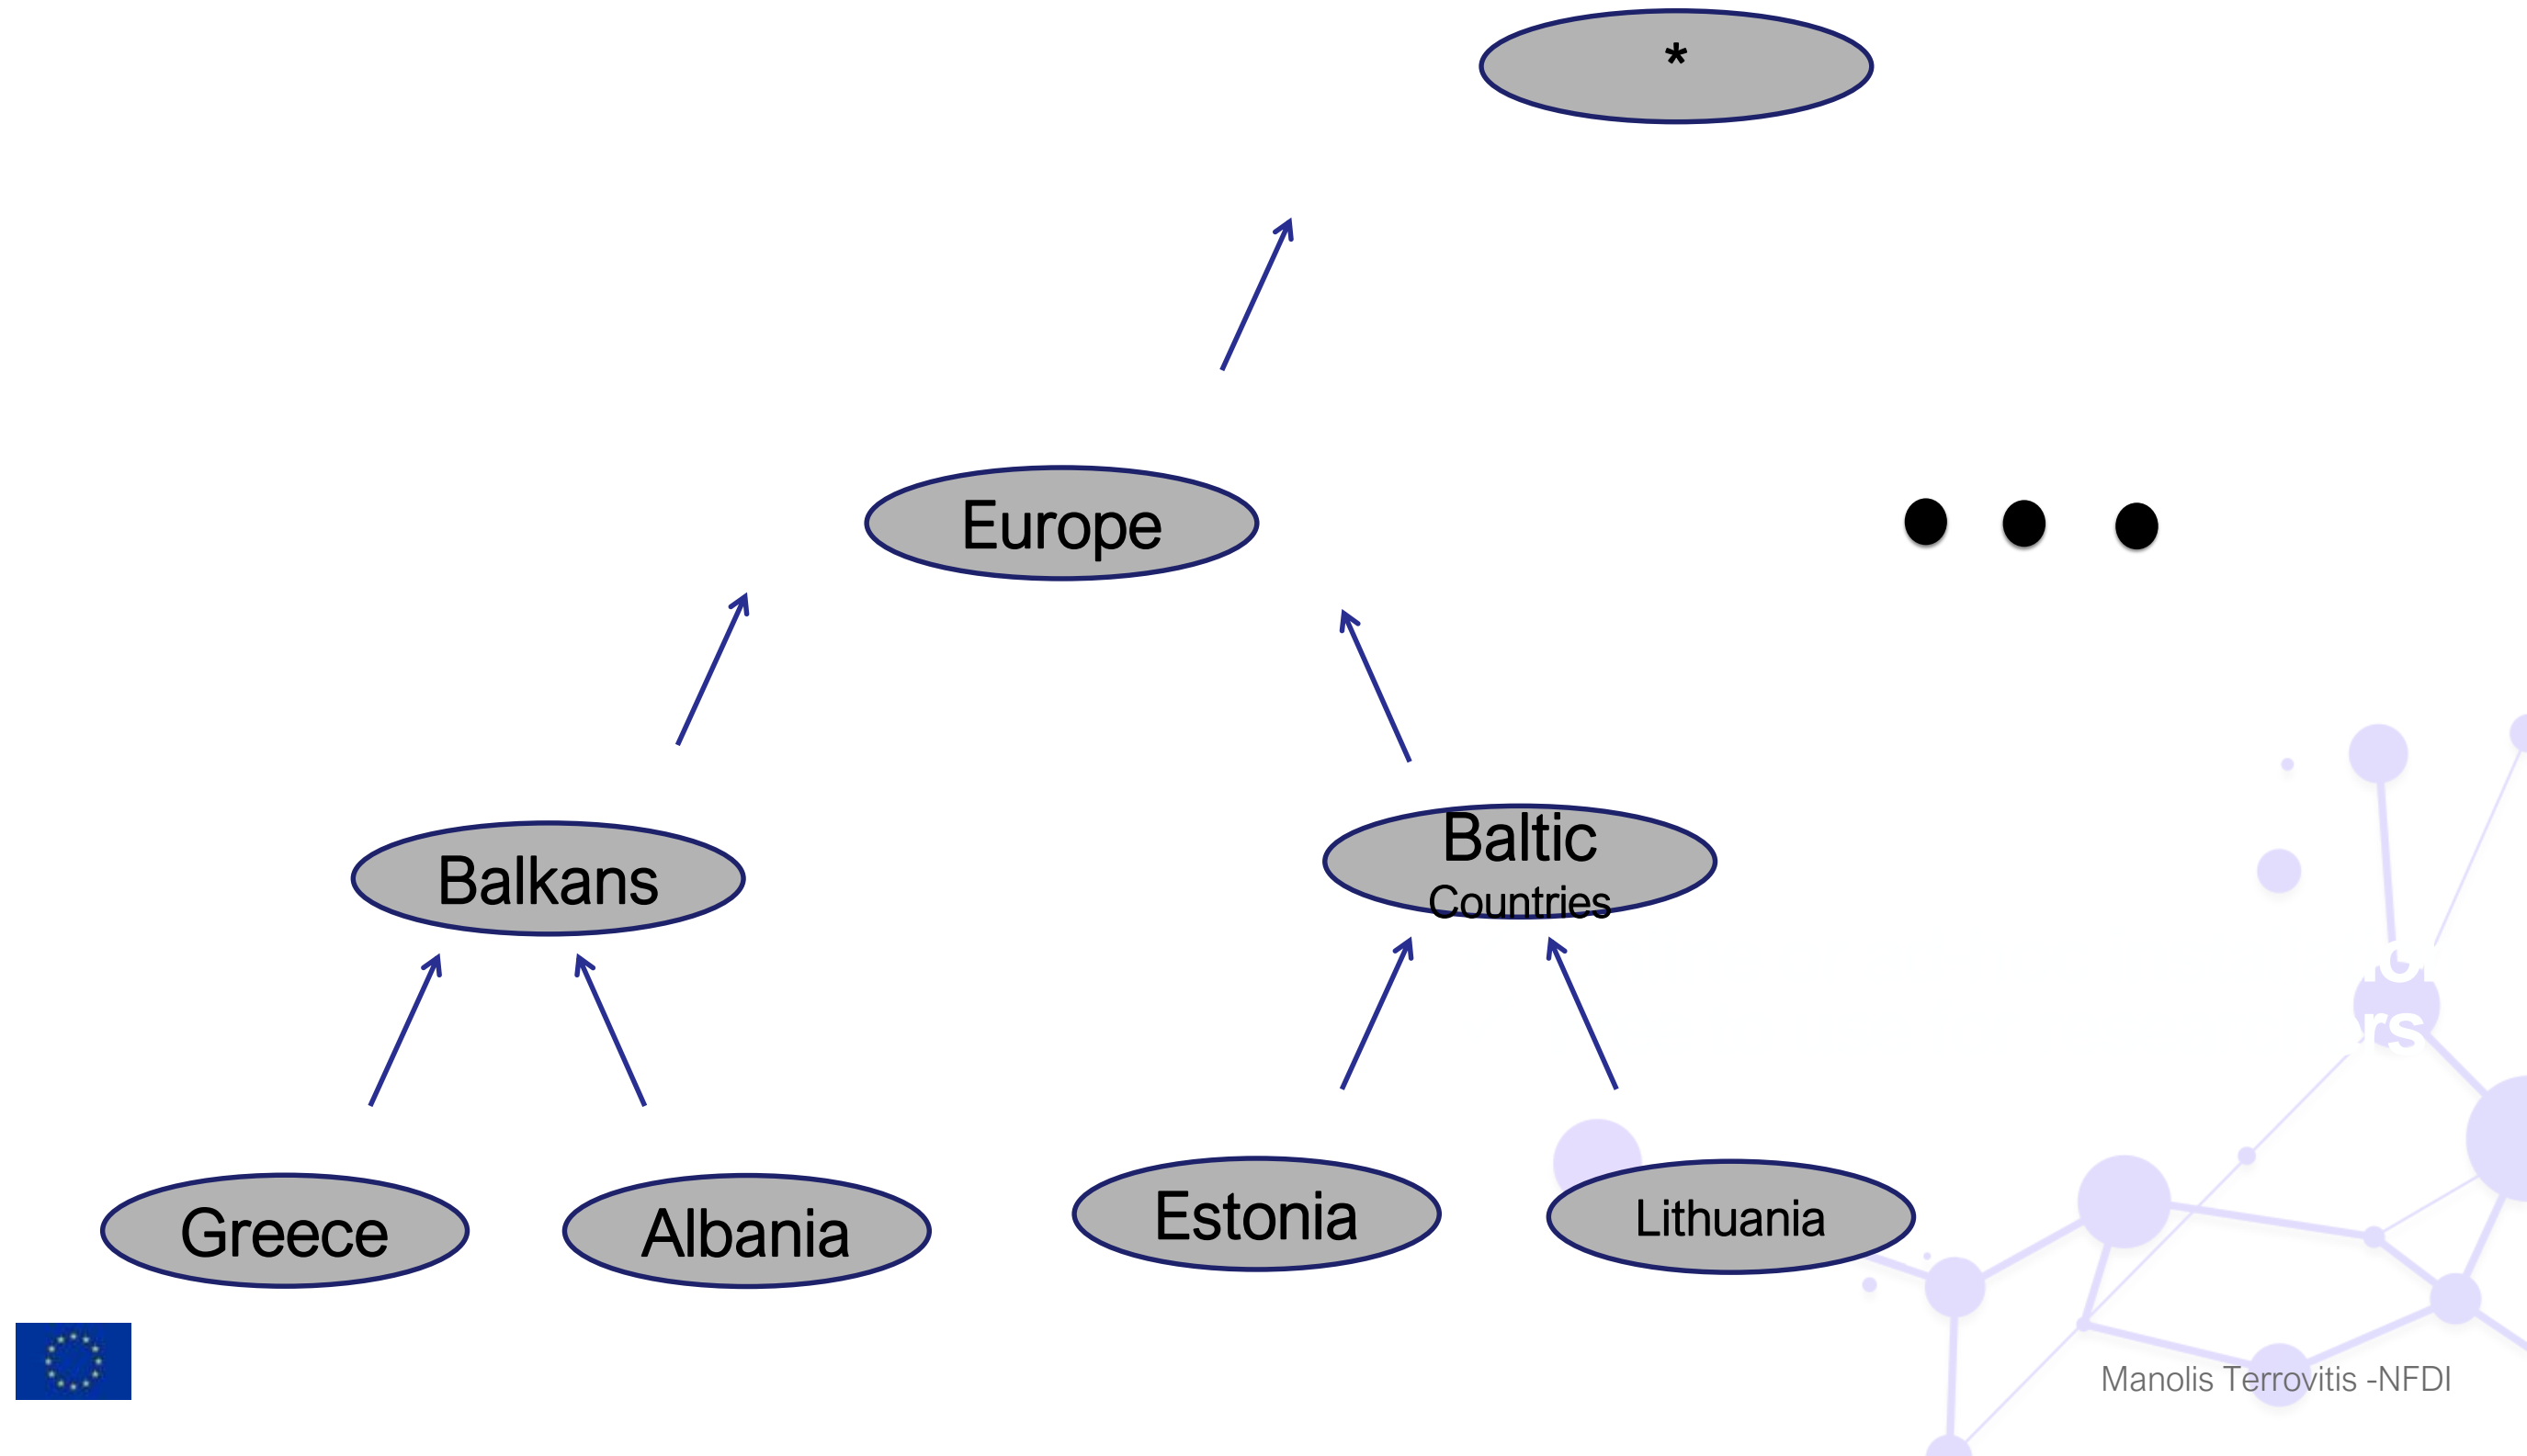 *
Europe
Balkans
Baltic
Countries
Greece
Albania
Estonia
Lithuania
Manolis Terrovitis -NFDI